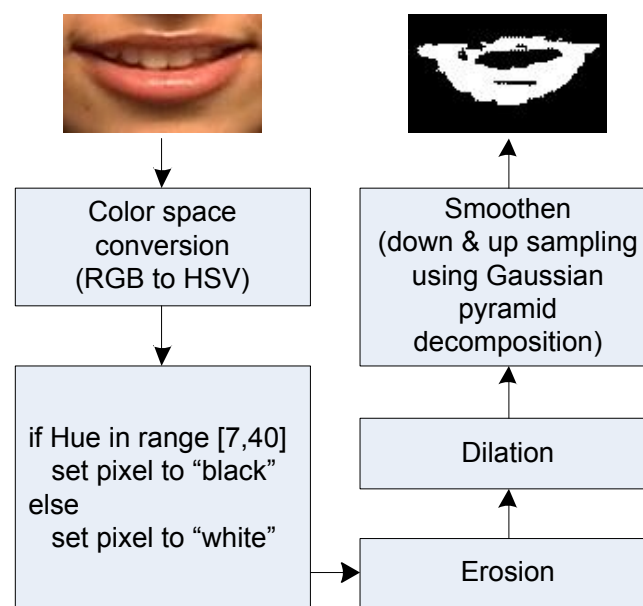 Color space
conversion
(RGB to HSV)
if Hue in range [7,40]
set pixel to “black”
else
set pixel to “white”
Erosion
Dilation
Smoothen
(down & up sampling
using Gaussian
pyramid
decomposition)